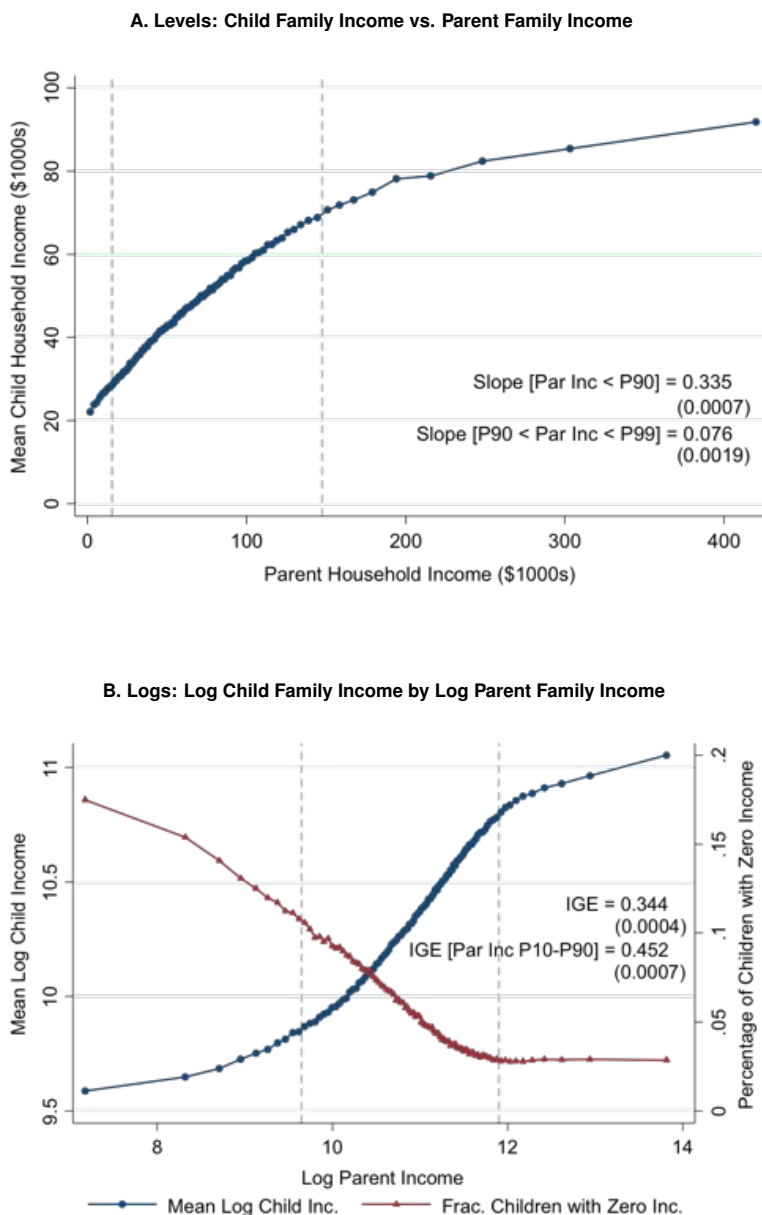 A. Levels: Child Family Income vs. Parent Family Income
Mean Child Household Income ($1000s)
100
80
60
40
20
0
Slope [Par Inc < P90] = 0.335
(0.0007)
Slope [P90 < Par Inc < P99] = 0.076
(0.0019)
0 100 200 300 400
Parent Household Income ($1000s)
B. Logs: Log Child Family Income by Log Parent Family Income
Mean Log Child Income
11
10.5
10
9.5
IGE = 0.344
(0.0004)
IGE [Par Inc P10-P90] = 0.452
(0.0007)
.2
.15
.1
.05
0
Percentage of Children with Zero Income
8 10 12 14
Log Parent Income
Mean Log Child Inc. Frac. Children with Zero Inc.